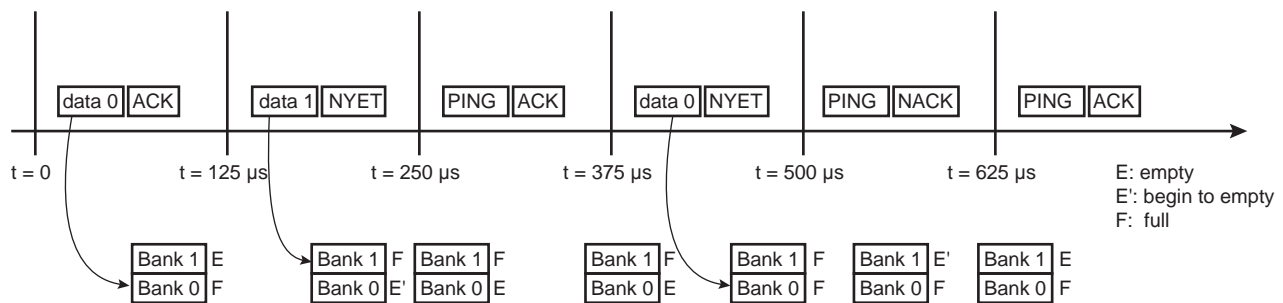 data 0 ACK data 1 NYET PING ACK data 0 NYET PING NACK PING ACK
t = 0 t = 125 μs t = 250 μs t = 375 μs t = 500 μs t = 625 μs
E: empty
E': begin to empty
F: full
Bank 1 E Bank 1 F Bank 1 F Bank 1 F Bank 1 F Bank 1 E' Bank 1 E
Bank 0 F Bank 0 E' Bank 0 E Bank 0 E Bank 0 F Bank 0 F Bank 0 F